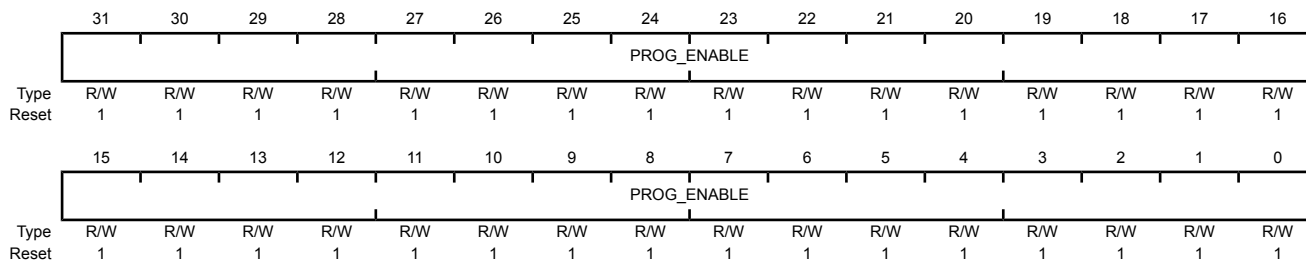 31 30 29 28 27 26 25 24 23 22 21 20 19 18 17 16
PROG_ENABLE
Type R/W R/W R/W R/W R/W R/W R/W R/W R/W R/W R/W R/W R/W R/W R/W R/W
Reset 1 1 1 1 1 1 1 1 1 1 1 1 1 1 1 1
15 14 13 12 11 10 9 8 7 6 5 4 3 2 1 0
PROG_ENABLE
Type R/W R/W R/W R/W R/W R/W R/W R/W R/W R/W R/W R/W R/W R/W R/W R/W
Reset 1 1 1 1 1 1 1 1 1 1 1 1 1 1 1 1